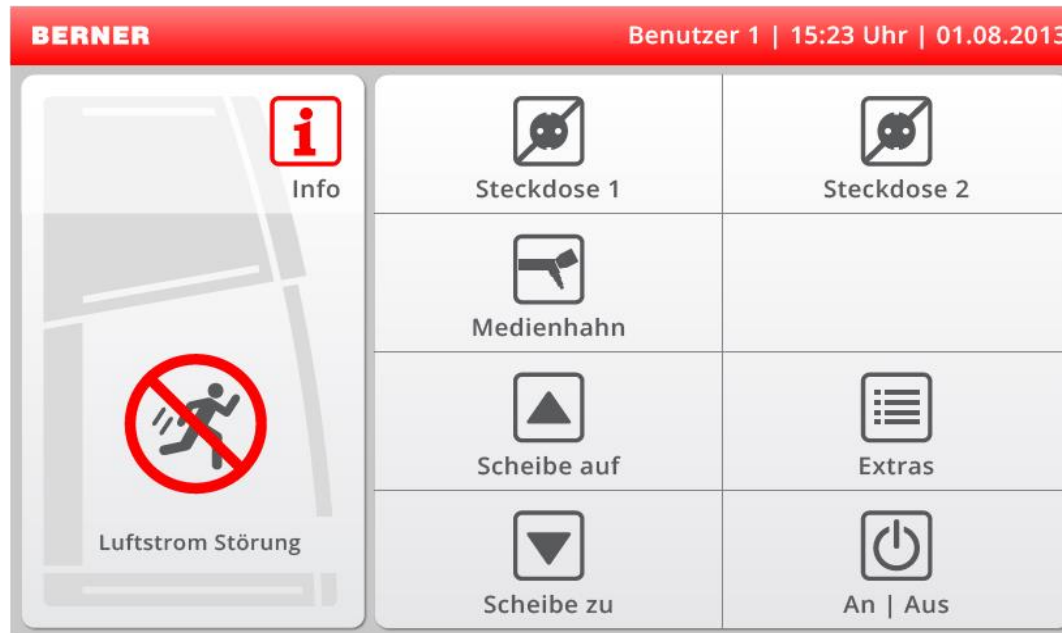 BERNER
Benutzer 1 | 15:23 Uhr | 01.08.2013
Info
Luftstrom Störung
Steckdose 1
Steckdose 2
Medienhahn
Scheibe auf
Extras
Scheibe zu
An | Aus